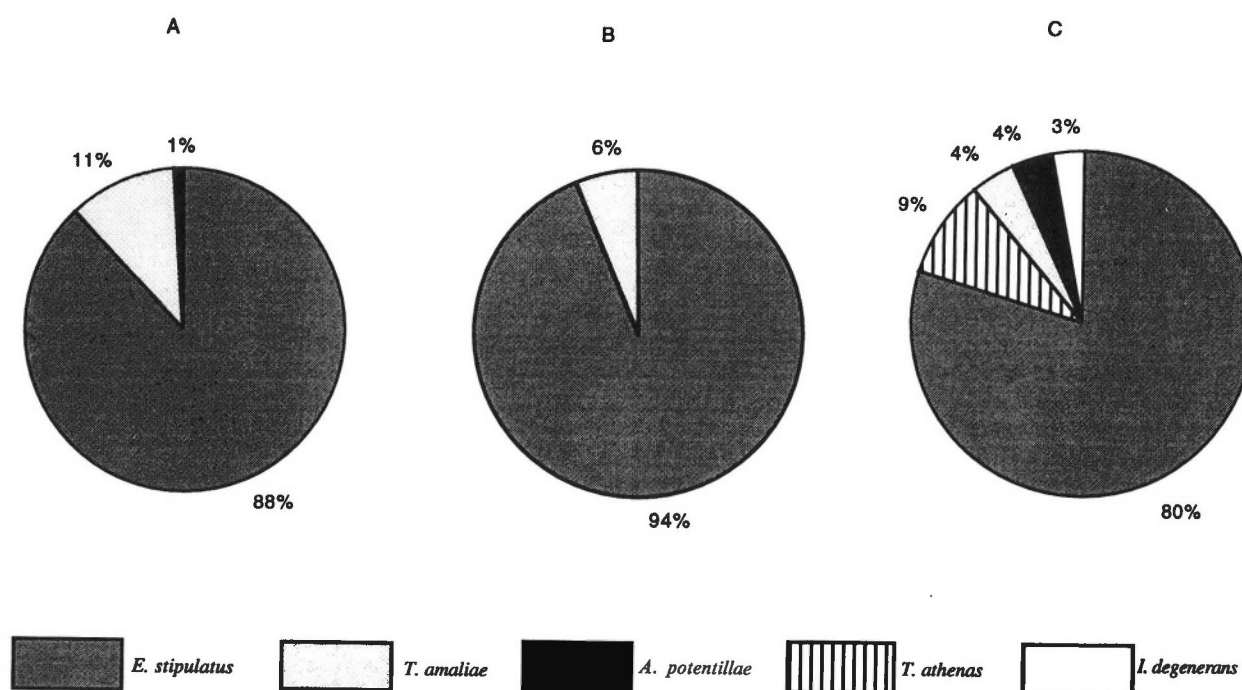 A
B
C
11%
1%
6%
9%
4%
4%
3%
88%
94%
80%
E. stipulatus
T. amaliae
A. potentillae
T. athenas
I. degenerans